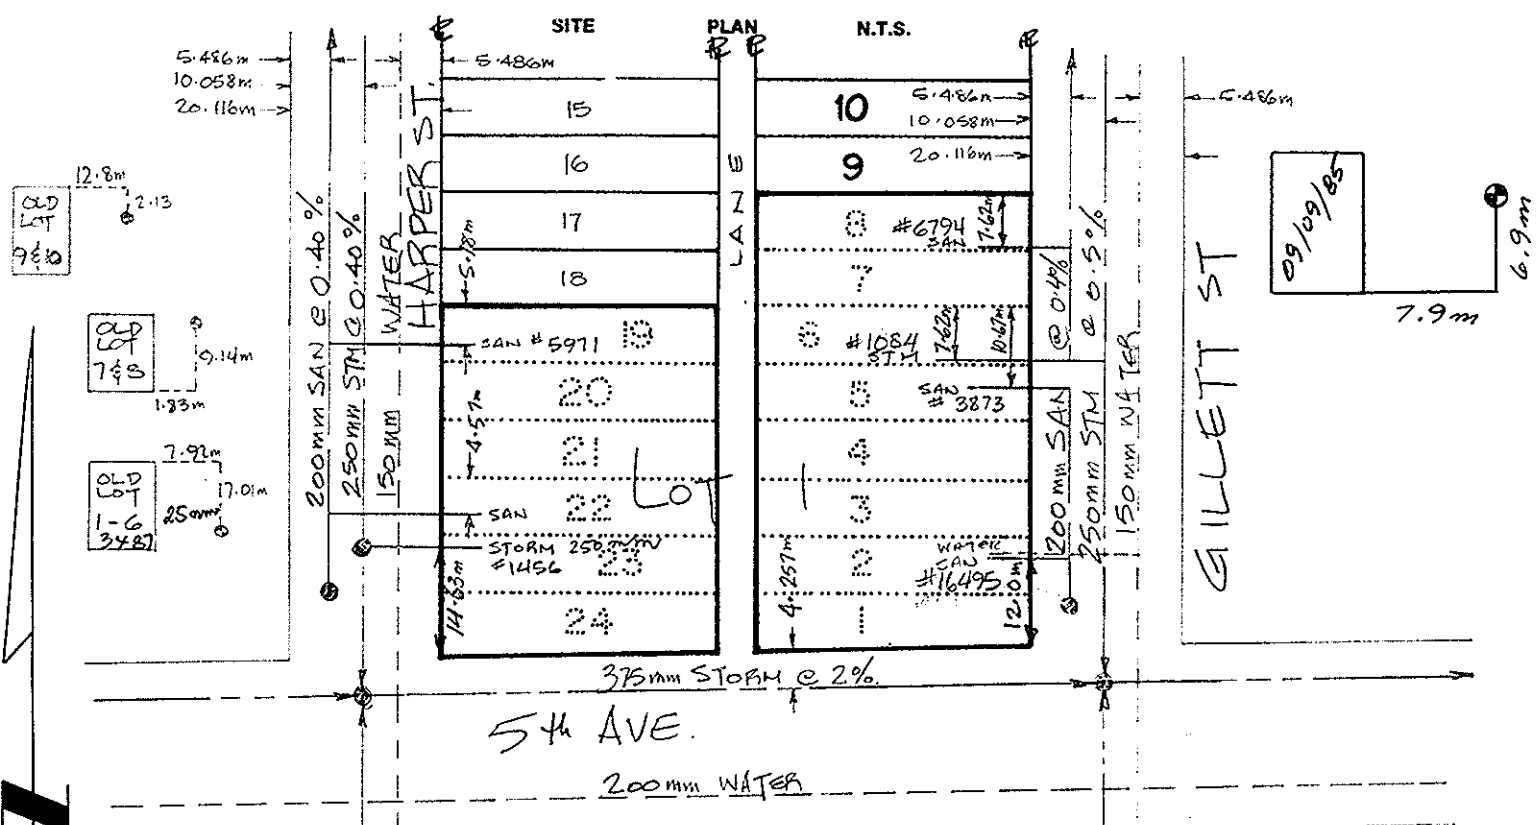 SITE PLAN N.T.S.
5.486m
10.058m
20.116m
5.486m
15
16
17
18
HARPER ST.
LANE
10
9
5.486m
10.058m
20.116m
5.486m
12.8m
2.13
OLD
LOT
9&10
OLD
LOT
7&8
9.14m
1.83m
7.92m
OLD
LOT
1-6
3487
25mm
17.01m
200mm SAN @ 0.40%
250mm STM @ 0.40%
150mm WATER
5.18m
SAN #5971
19
20
4.57m
21
22
SAN
STORM 250mm
#1456
23
24
14.63m
LOT 1
8
#6794
SAN
7.62m
7
6
#1084
STM
7.62m
10.67m
5
SAN
# 3873
4
3
2
WATER
SAN
#16495
12.0m
4.257m
1
200mm SAN @ 0.4%
250mm STM @ 0.5%
150mm WATER
GILLETT ST
09/09/85
6.9m
7.9m
375mm STORM @ 2%.
5th AVE.
200mm WATER